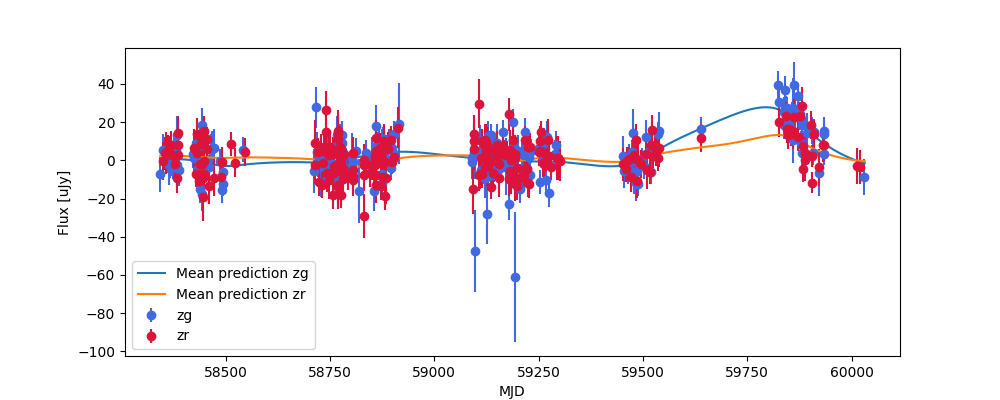 40
20
0
−20
−40
−60
−80
−100
Flux [uJy]
Mean prediction zg
Mean prediction zr
zg
zr
58500
58750
59000
59250
59500
59750
60000
MJD